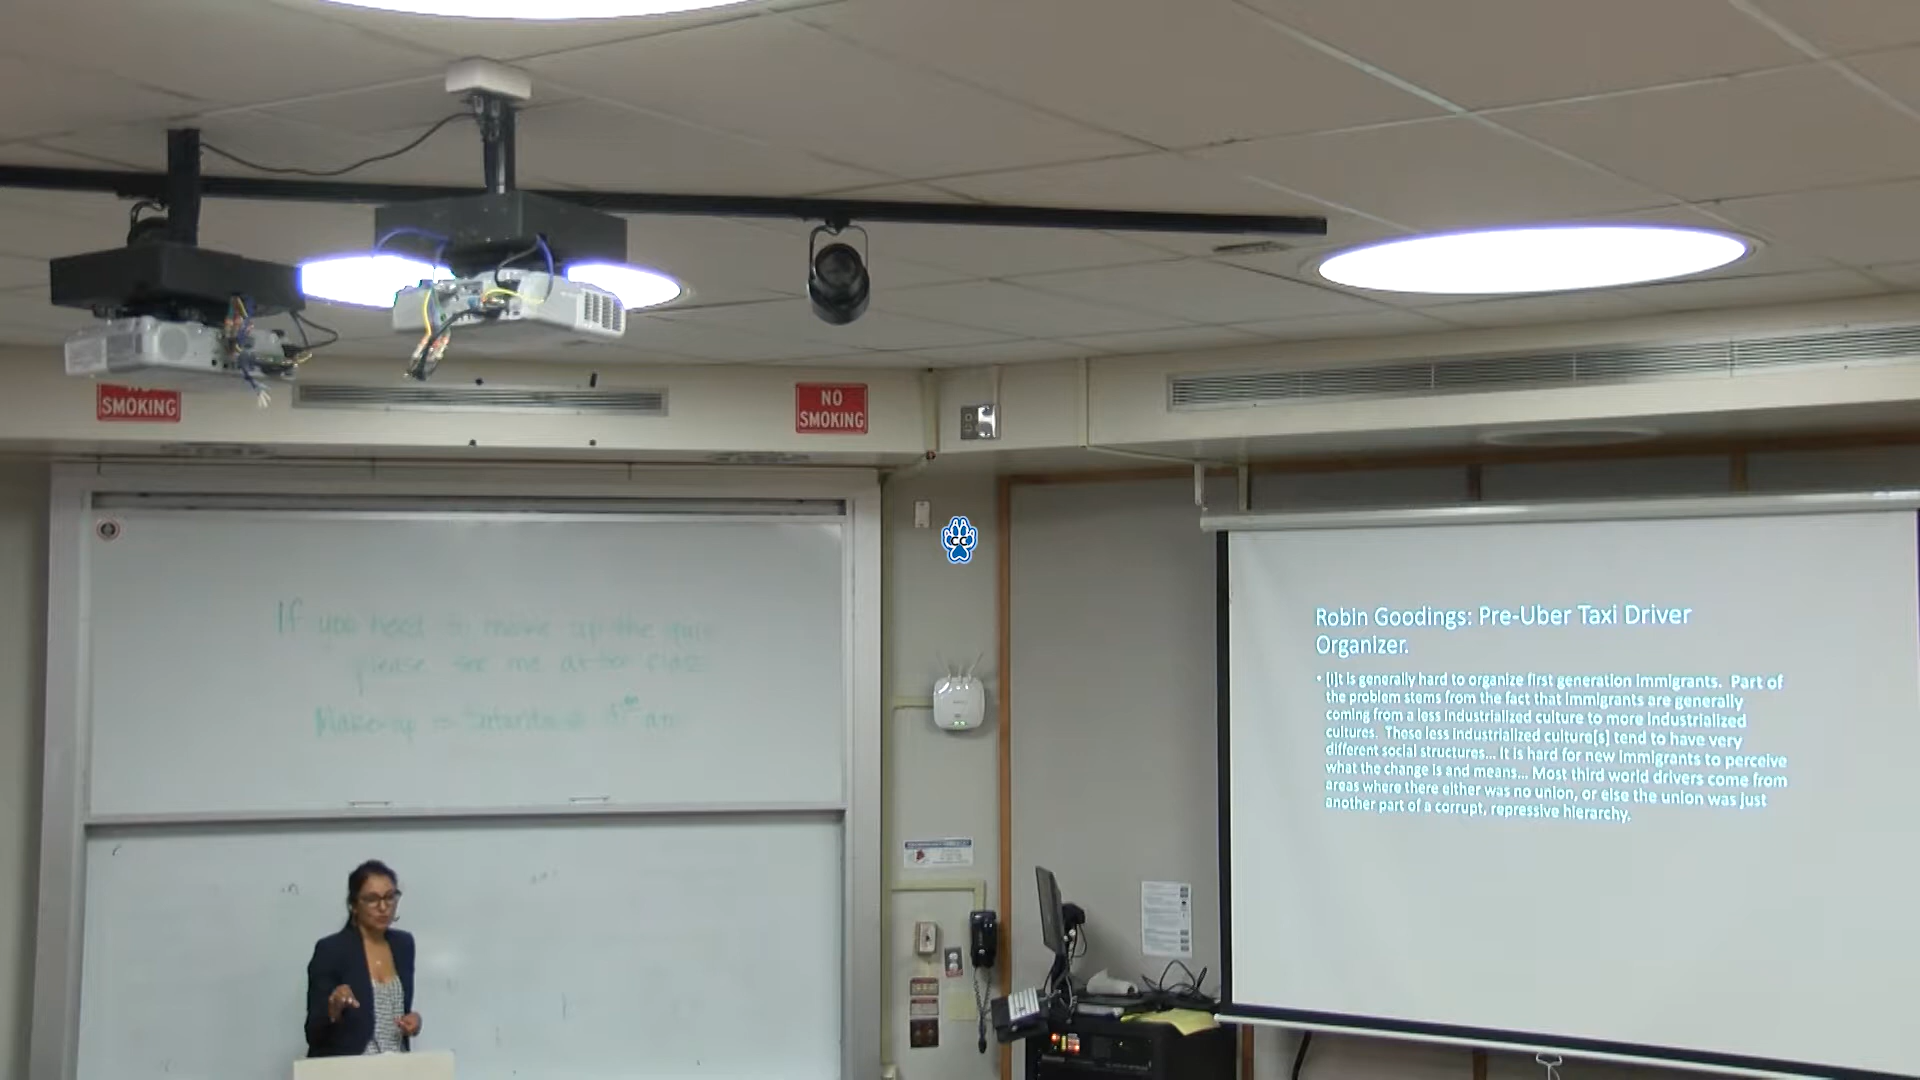 NO
SMOKING
SMOKING
If you need to move up the
please see me after class
Make-up is
Robin Goodings: Pre-Uber Taxi Driver
Organizer.
• [I]t is generally hard to organize first generation immigrants. Part of
the problem stems from the fact that immigrants are generally
coming from a less industrialized culture to more industrialized
cultures. These less industrialized culture[s] tend to have very
different social structures... It is hard for new immigrants to perceive
what the change is and means... Most third world drivers come from
areas where there either was no union, or else the union was just
another part of a corrupt, repressive hierarchy.